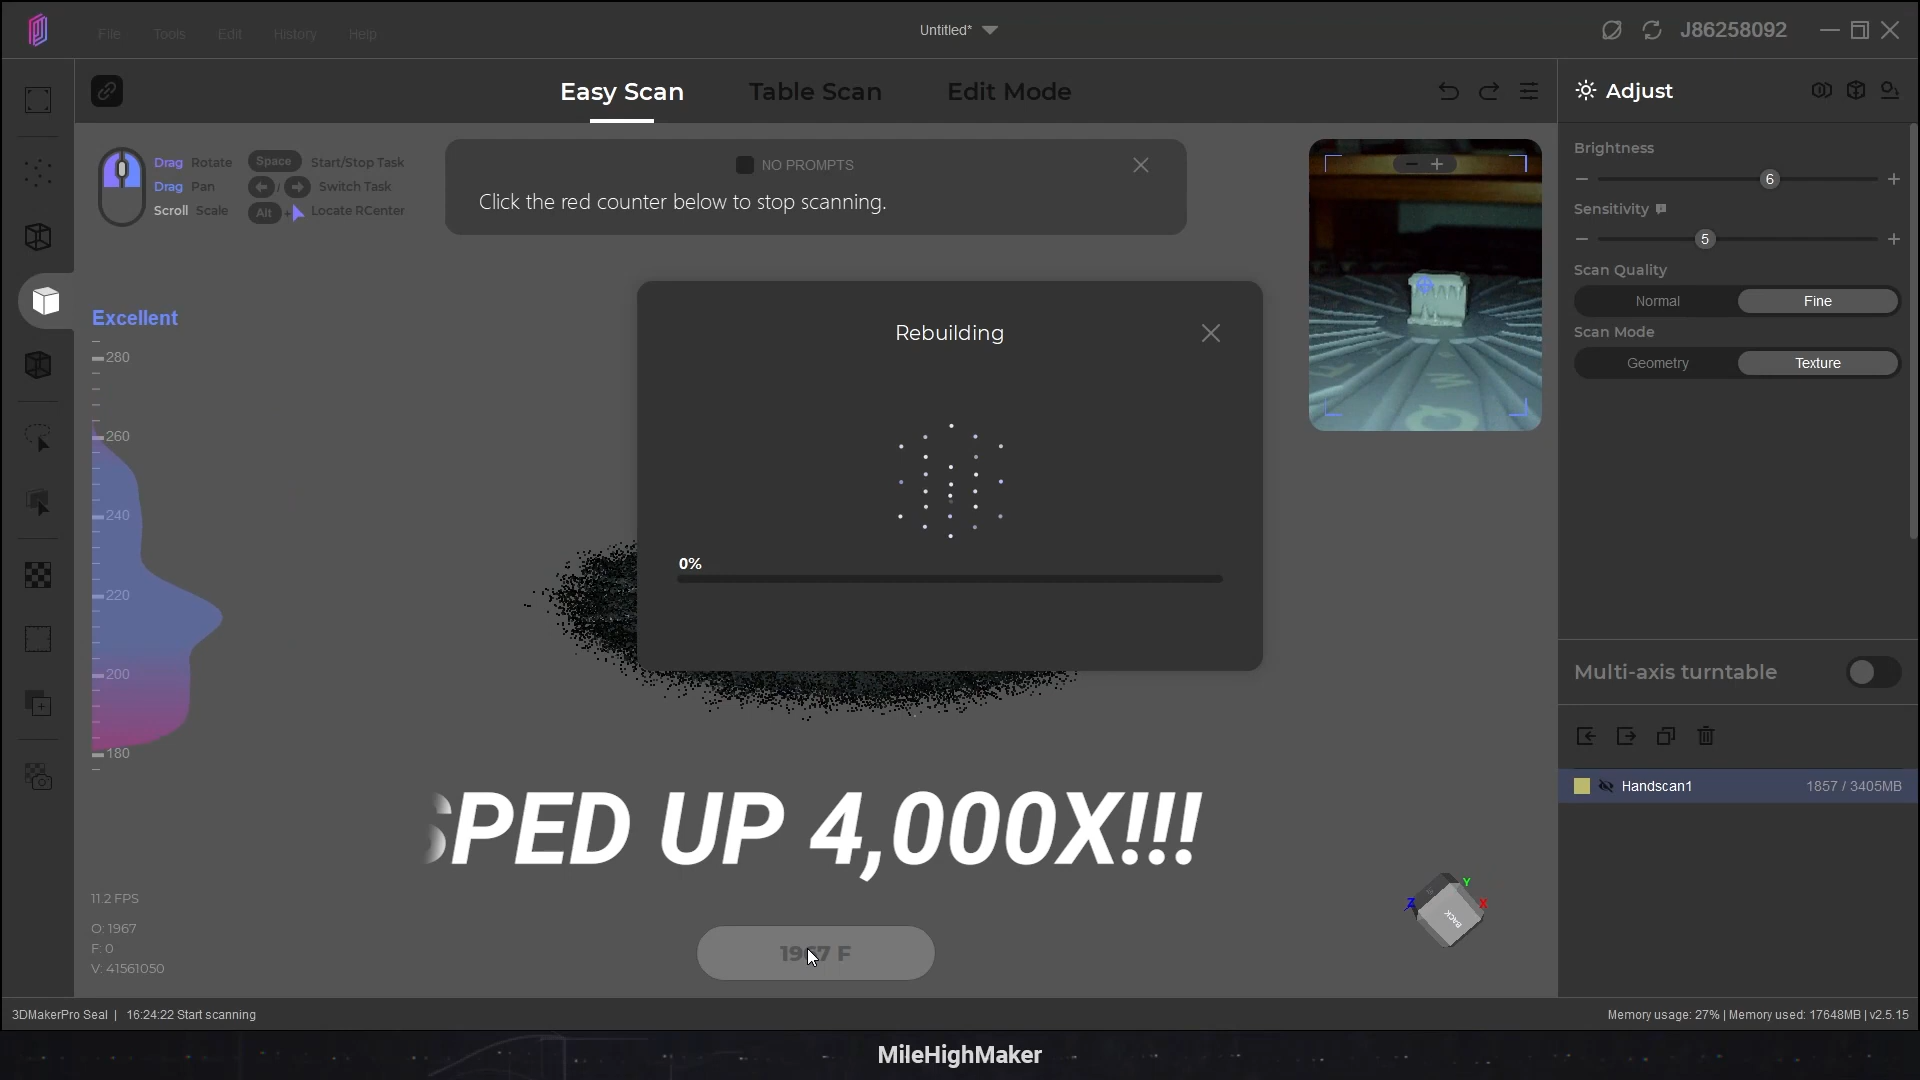 File
Tools
Edit
History
Help
Untitled*
J86258092
Easy Scan
Table Scan
Edit Mode
Adjust
Drag Rotate
Drag Pan
Scroll Scale
Space Start/Stop Task
/ Switch Task
Alt + Locate RCenter
NO PROMPTS
Click the red counter below to stop scanning.
Brightness
6
Sensitivity
5
Scan Quality
Normal
Fine
Scan Mode
Geometry
Texture
Excellent
280
260
240
220
200
180
Rebuilding
0%
Multi-axis turntable
Handscan1
1857 / 3405MB
SPED UP 4,000X!!!
11.2 FPS
O: 1967
F: 0
V: 41561050
1967 F
Y
Z
X
BACK
3DMakerPro Seal | 16:24:22 Start scanning
Memory usage: 27% | Memory used: 17648MB | v2.5.15
MileHighMaker